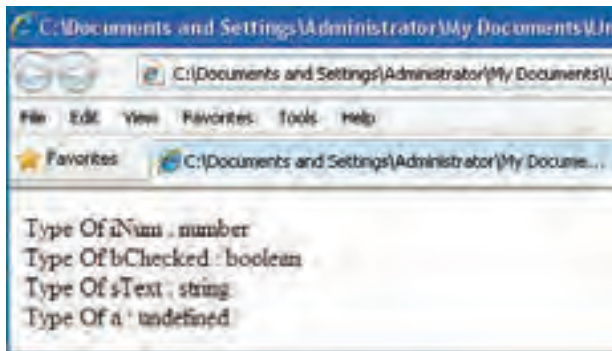 C:\Documents and Settings\Administrator\My Documents\
C:\Documents and Settings\Administrator\My Documents\
File Edit View Favorites Tools Help
Favorites C:\Documents and Settings\Administrator\My Docume...
Type Of iNum : number
Type Of bChecked : boolean
Type Of sText : string
Type Of a : undefined